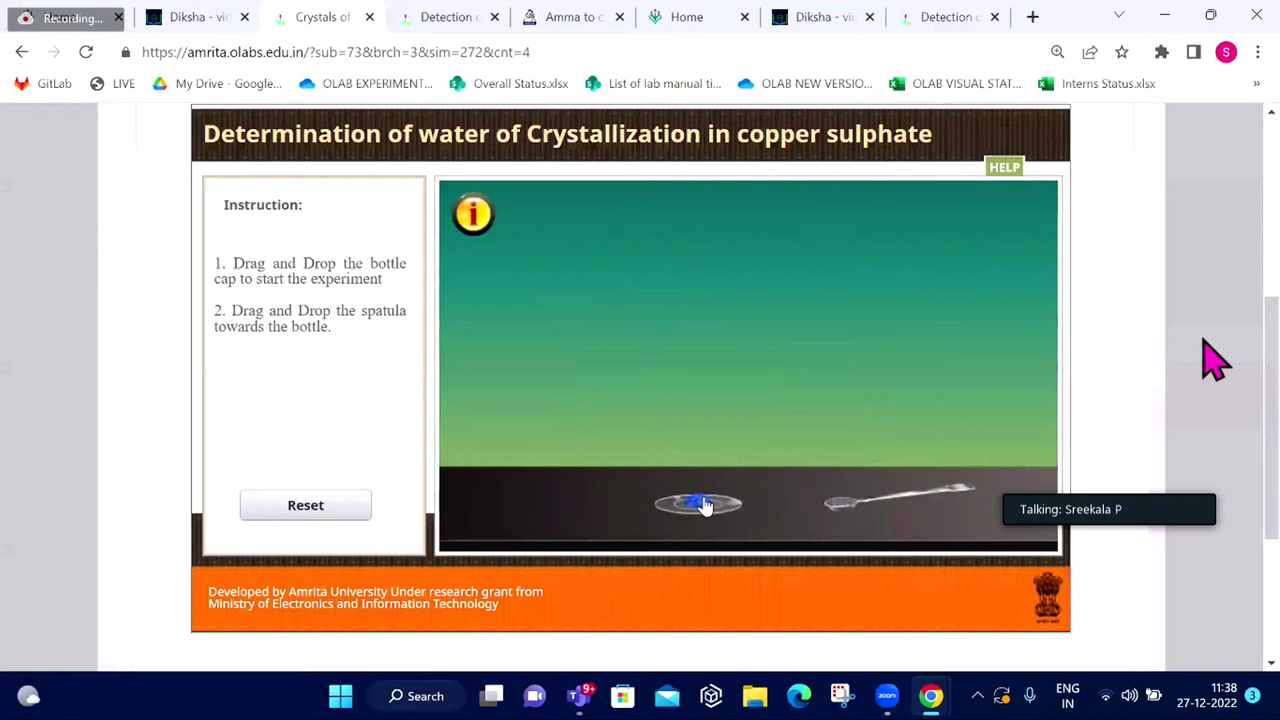 Recording...
Diksha - vir
Crystals of
Detection o
Amma to c
Home
Diksha - vir
Detection o
https://amrita.olabs.edu.in/?sub=73&brch=3&sim=272&cnt=4
S
GitLab
LIVE
My Drive - Google...
OLAB EXPERIMENT...
Overall Status.xlsx
List of lab manual ti...
OLAB NEW VERSIO...
OLAB VISUAL STAT...
Interns Status.xlsx
»
Determination of water of Crystallization in copper sulphate
HELP
Instruction:
i
1. Drag and Drop the bottle
cap to start the experiment
2. Drag and Drop the spatula
towards the bottle.
Reset
Talking: Sreekala P
Developed by Amrita University Under research grant from
Ministry of Electronics and Information Technology
Search
9+
zoom
ENG
IN
11:38
27-12-2022
3